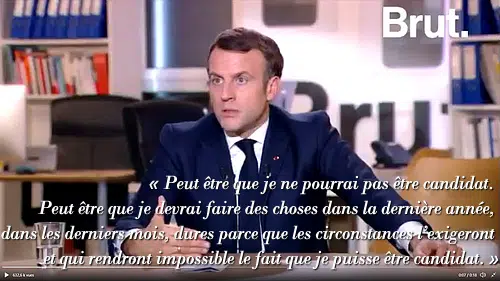 Brut.
Bru
« Peut être que je ne pourrai pas être candidat.
Peut être que je devrai faire des choses dans la dernière année,
dans les derniers mois, dures parce que les circonstances l'exigeront
et qui rendront impossible le fait que je puisse être candidat. »